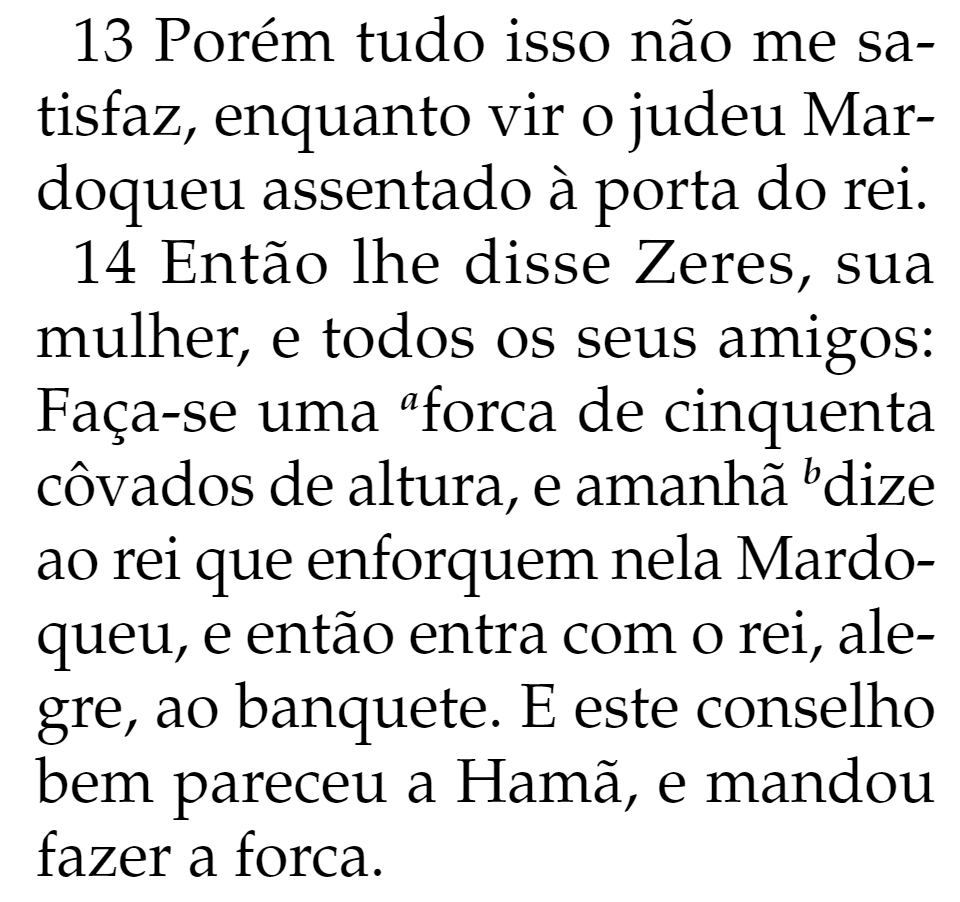 13 Porém tudo isso não me sa-
tisfaz, enquanto vir o judeu Mar-
doqueu assentado à porta do rei.
14 Então lhe disse Zeres, sua
mulher, e todos os seus amigos:
Faça-se uma ᵃforca de cinquenta
côvados de altura, e amanhã ᵇdize
ao rei que enforquem nela Mardo-
queu, e então entra com o rei, ale-
gre, ao banquete. E este conselho
bem pareceu a Hamã, e mandou
fazer a forca.